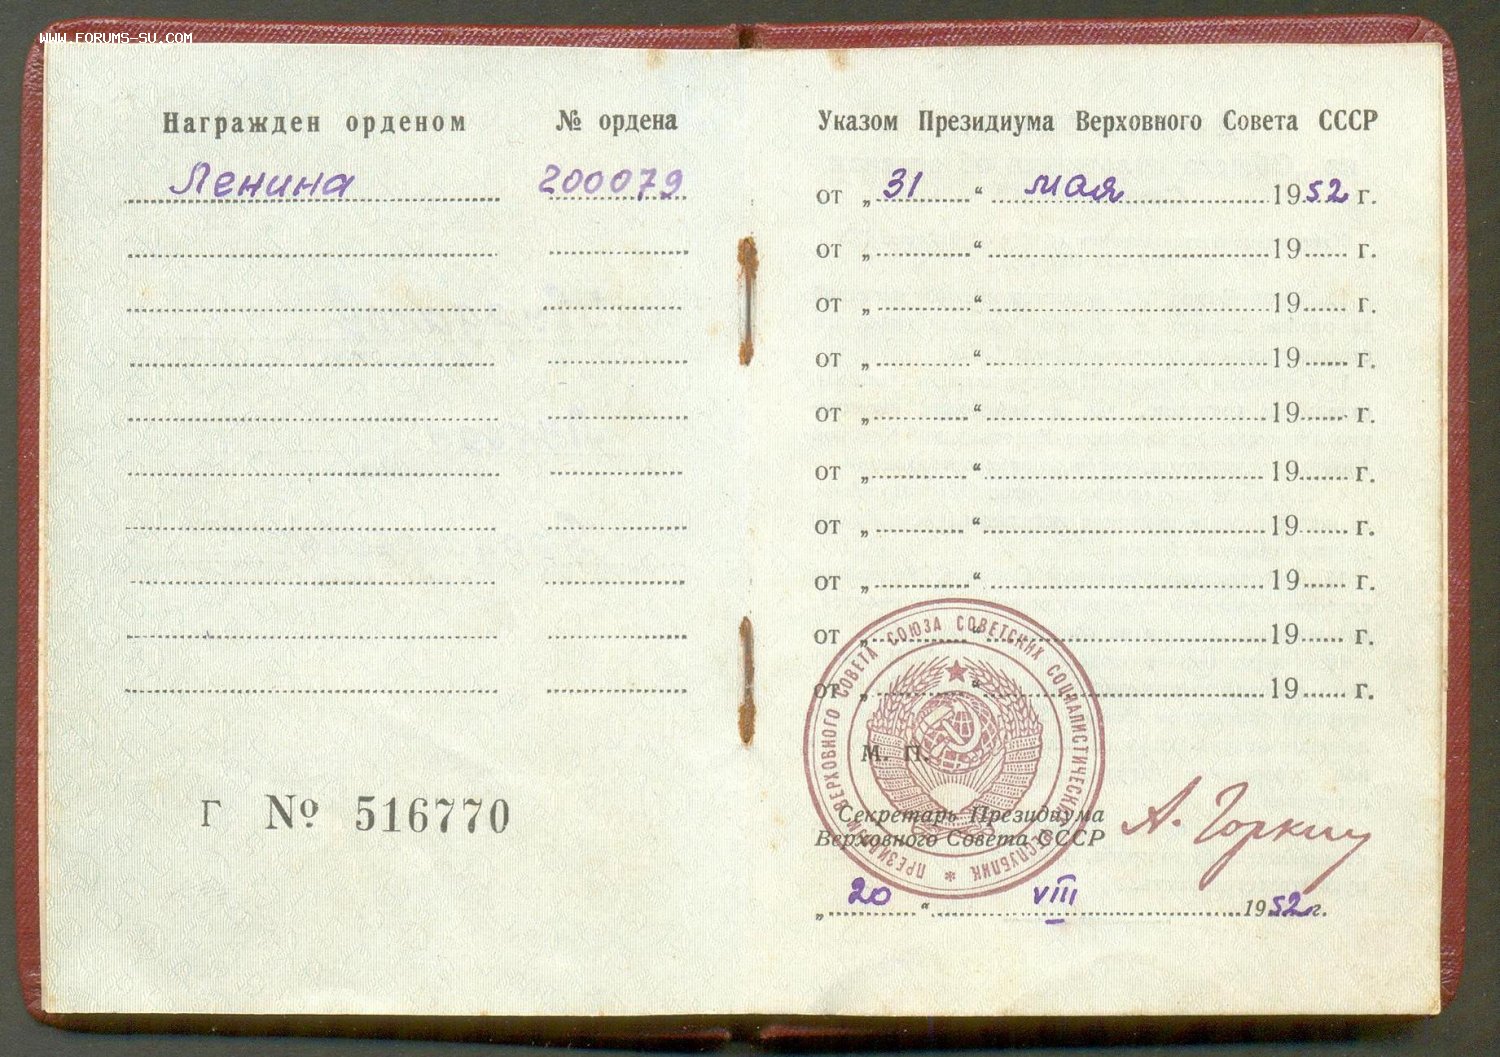 WWW.FORUMS-SU.COM
Награжден орденом № ордена
Ленина 200079
Г № 516770
Указом Президиума Верховного Совета СССР
от „31“ мая 1952 г.
от „ “ 19 г.
от „ “ 19 г.
от „ “ 19 г.
от „ “ 19 г.
от „ “ 19 г.
от „ “ 19 г.
от „ “ 19 г.
от „ “ 19 г.
от „ “ 19 г.
ПРЕЗИДИУМ ВЕРХОВНОГО СОВЕТА СОЮЗА СОВЕТСКИХ СОЦИАЛИСТИЧЕСКИХ РЕСПУБЛИК *
М. П.
Секретарь Президиума
Верховного Совета СССР А. Горкин
„20“ VIII 1952 г.